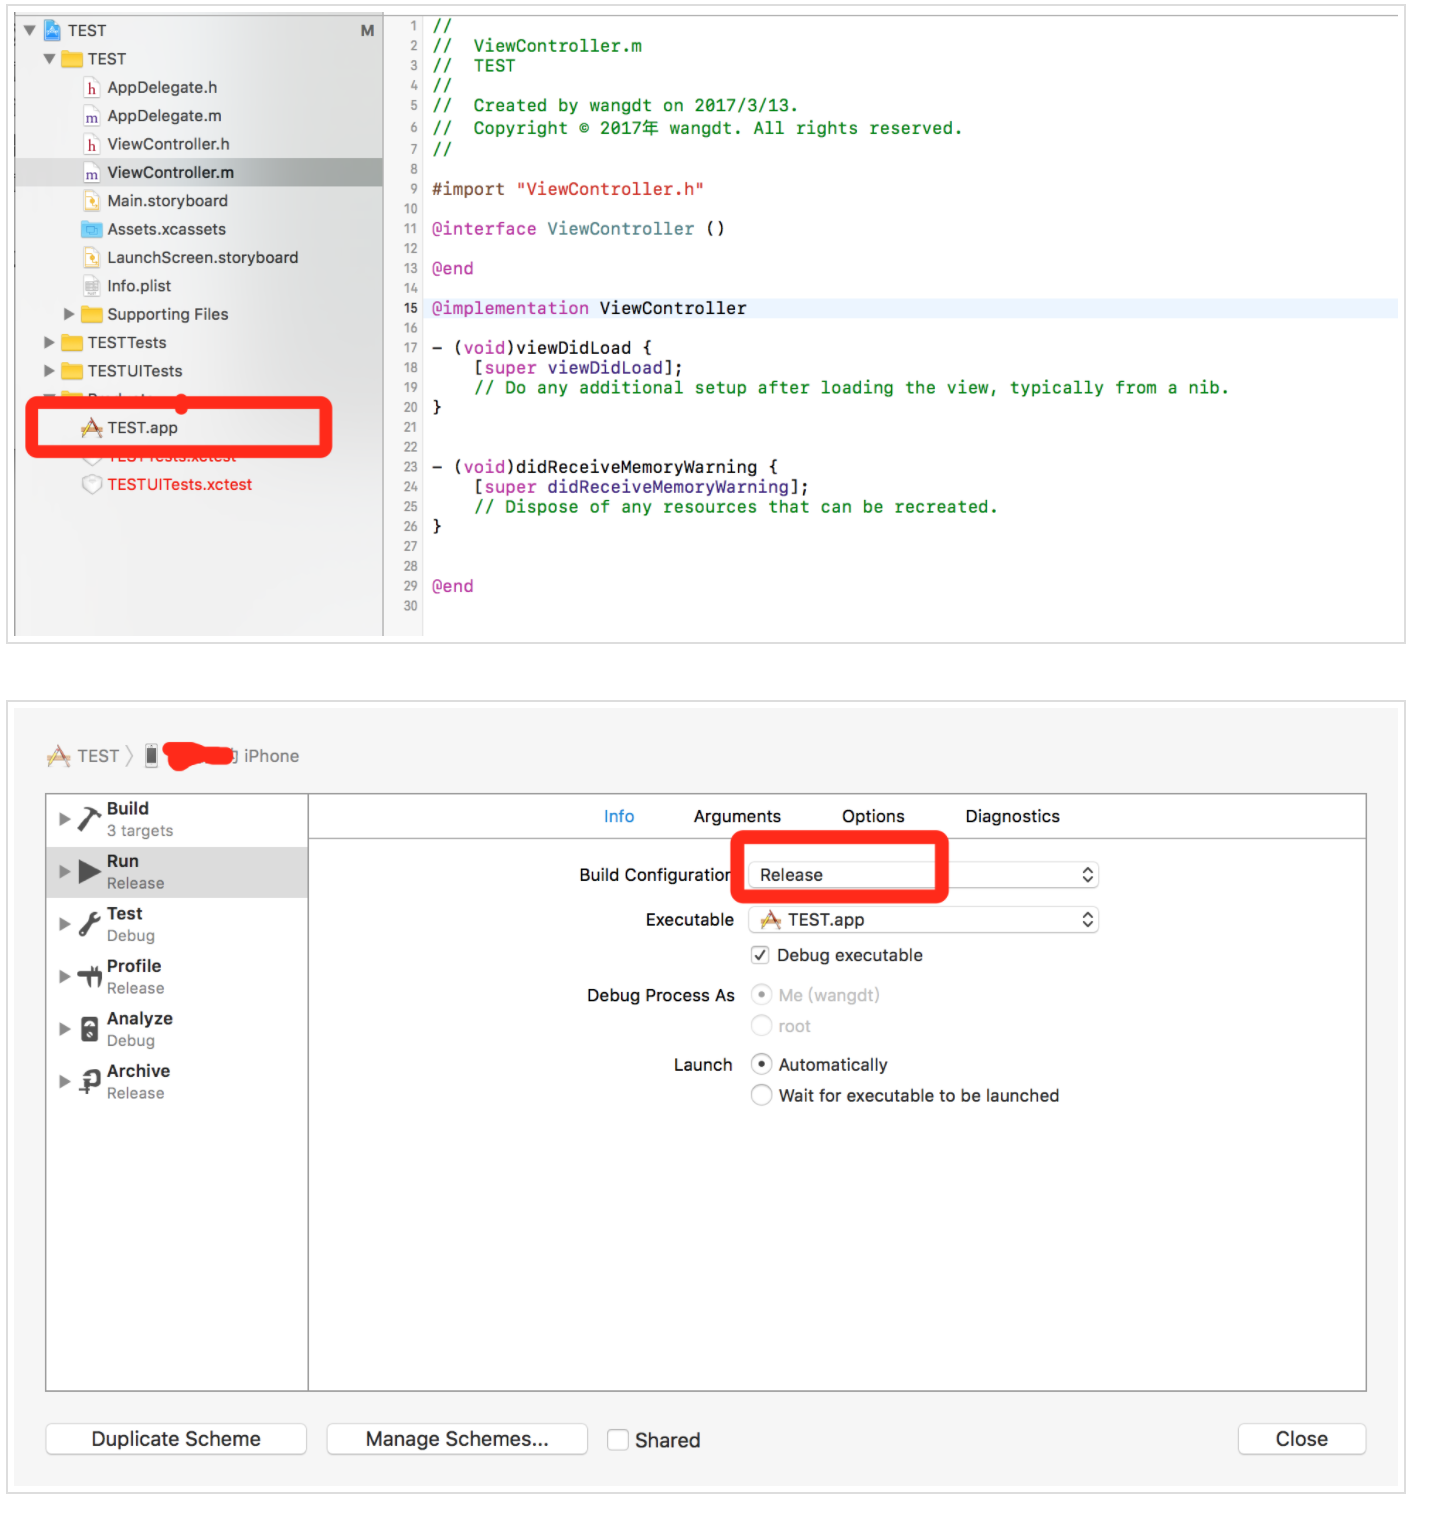 TEST M
TEST
AppDelegate.h
AppDelegate.m
ViewController.h
ViewController.m
Main.storyboard
Assets.xcassets
LaunchScreen.storyboard
Info.plist
Supporting Files
TESTTests
TESTUITests
TEST.app
TESTTests.xctest
TESTUITests.xctest
1 //
2 // ViewController.m
3 // TEST
4 //
5 // Created by wangdt on 2017/3/13.
6 // Copyright © 2017年 wangdt. All rights reserved.
7 //
8
9 #import "ViewController.h"
10
11 @interface ViewController ()
12
13 @end
14
15 @implementation ViewController
16
17 - (void)viewDidLoad {
18 [super viewDidLoad];
19 // Do any additional setup after loading the view, typically from a nib.
20 }
21
22
23 - (void)didReceiveMemoryWarning {
24 [super didReceiveMemoryWarning];
25 // Dispose of any resources that can be recreated.
26 }
27
28
29 @end
30
TEST iPhone
Build
3 targets
Run
Release
Test
Debug
Profile
Release
Analyze
Debug
Archive
Release
Info Arguments Options Diagnostics
Build Configuration Release
Executable TEST.app
Debug executable
Debug Process As Me (wangdt)
root
Launch Automatically
Wait for executable to be launched
Duplicate Scheme Manage Schemes... Shared Close